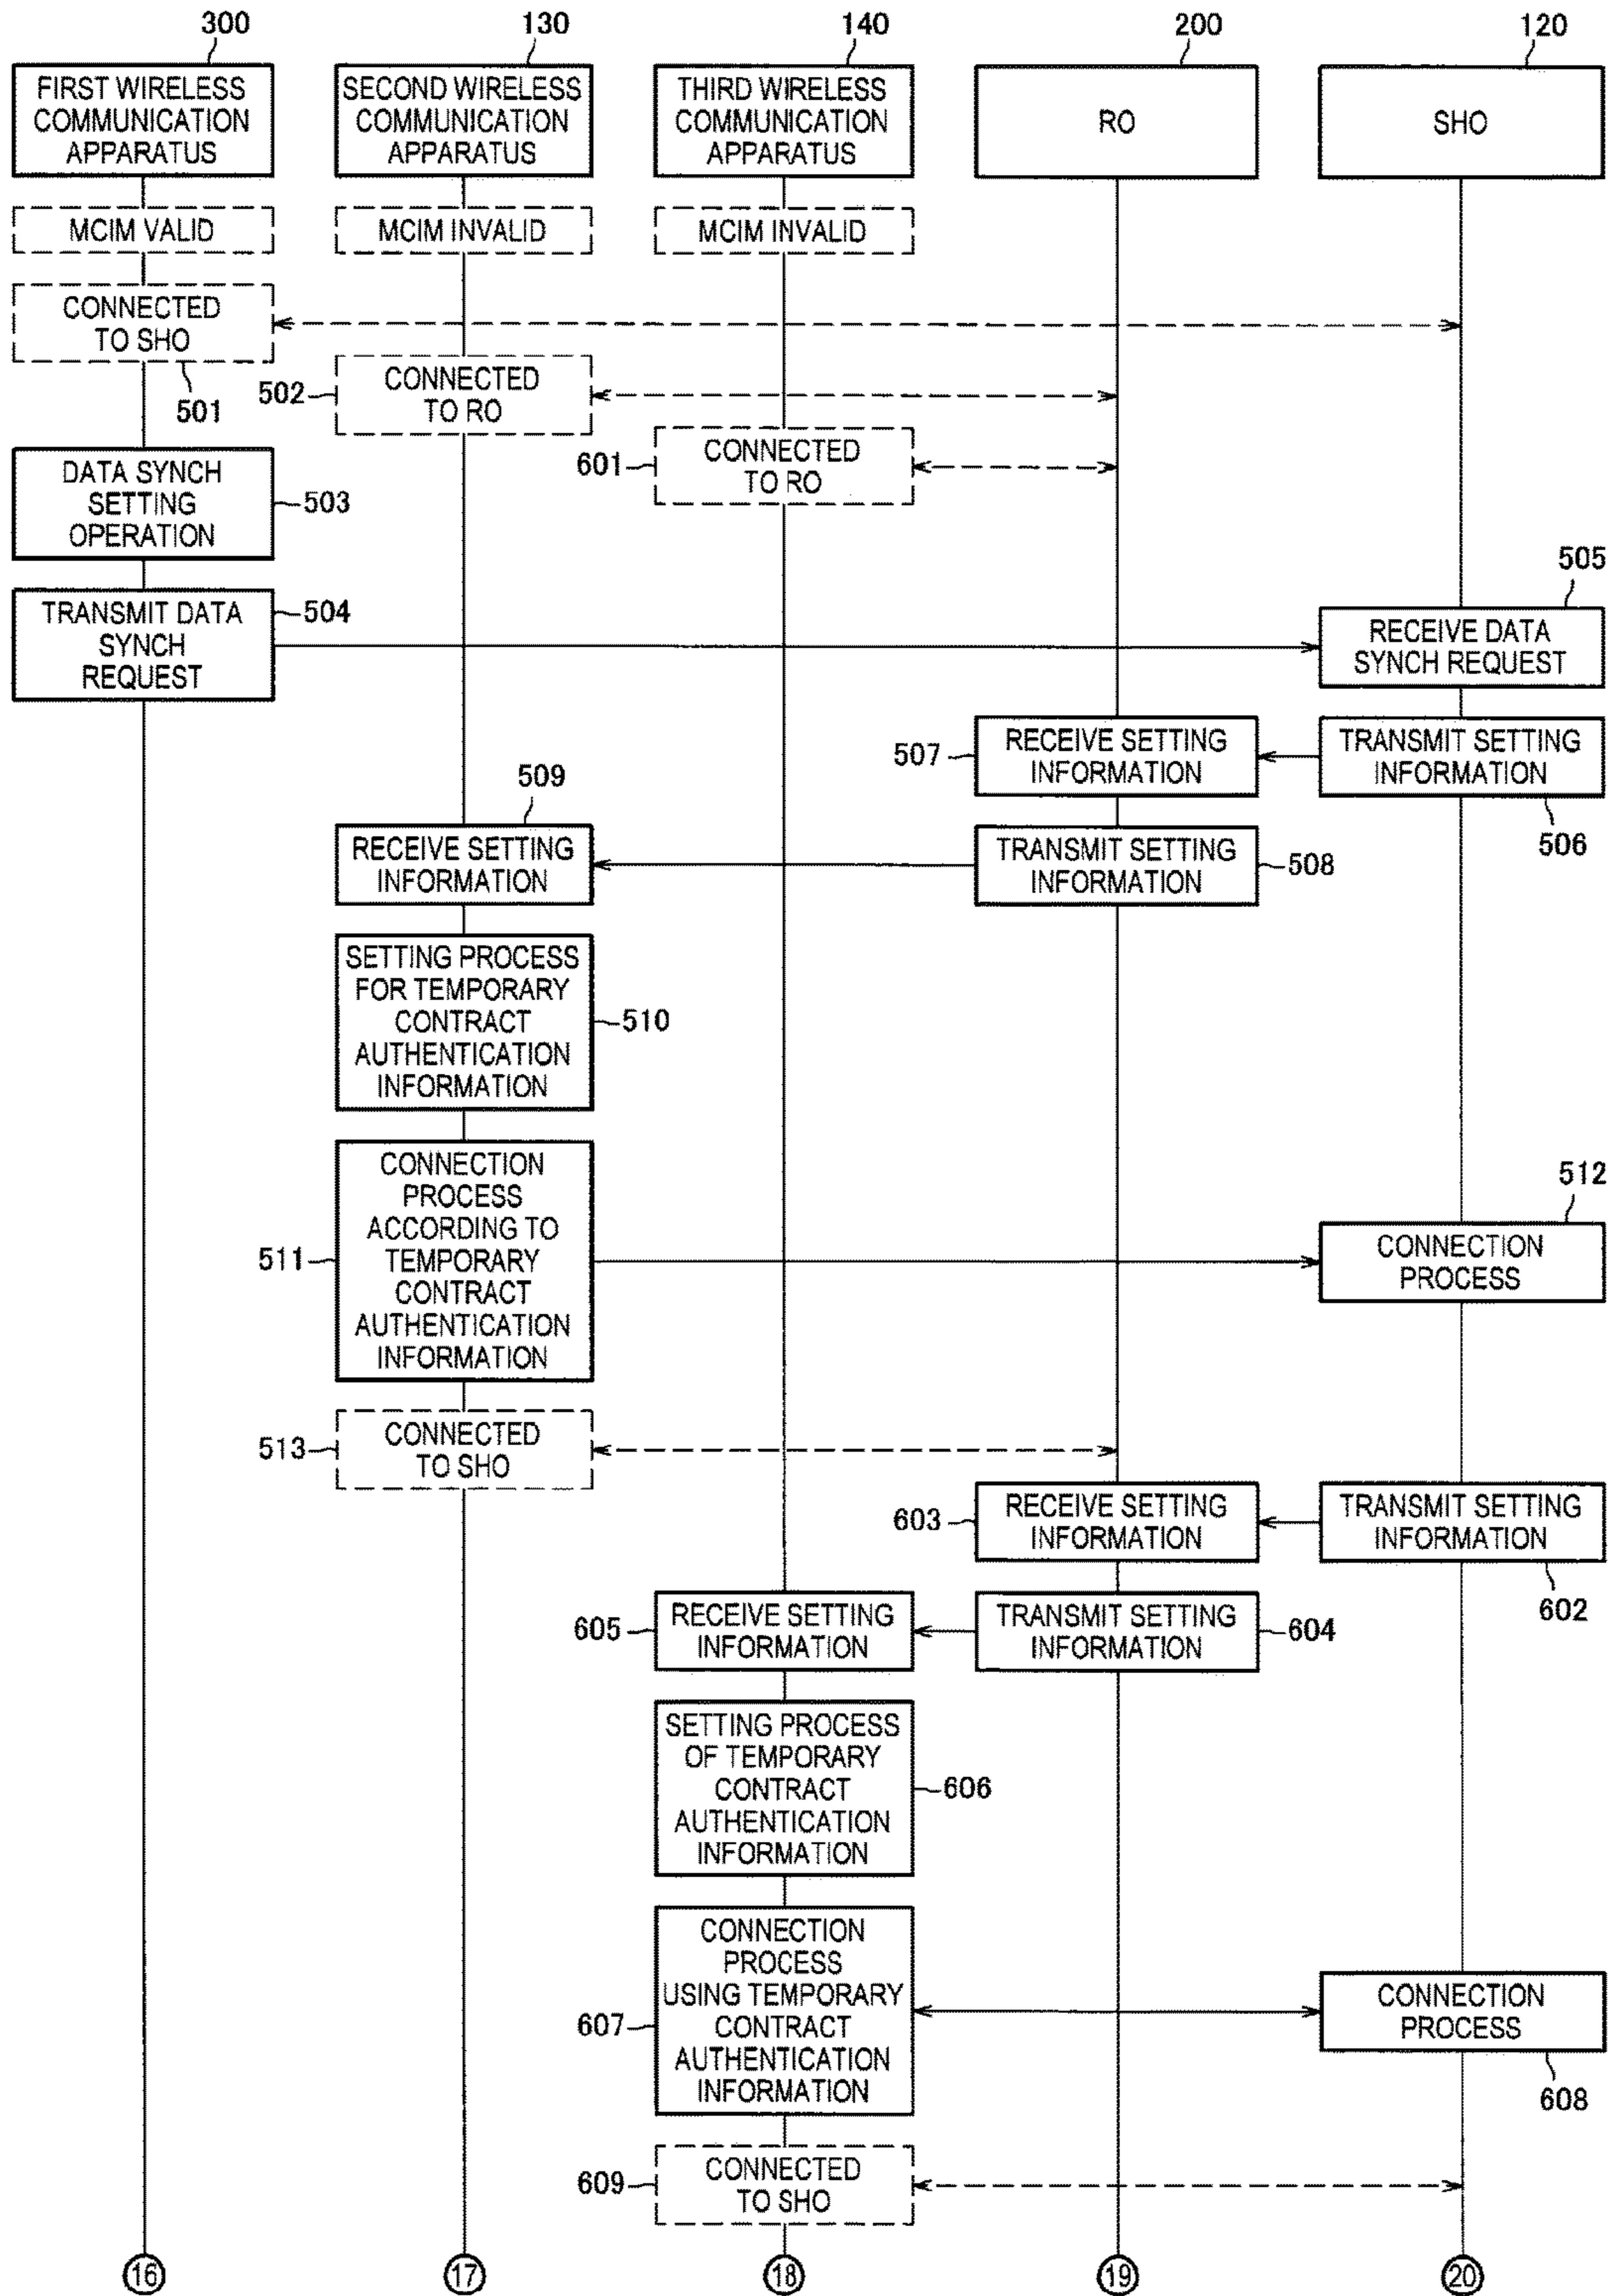 300
130
140
200
120
FIRST WIRELESS
COMMUNICATION
APPARATUS
SECOND WIRELESS
COMMUNICATION
APPARATUS
THIRD WIRELESS
COMMUNICATION
APPARATUS
RO
SHO
MCIM VALID
MCIM INVALID
MCIM INVALID
CONNECTED
TO SHO
501
502
CONNECTED
TO RO
601
CONNECTED
TO RO
DATA SYNCH
SETTING
OPERATION
503
TRANSMIT DATA
SYNCH
REQUEST
504
505
RECEIVE DATA
SYNCH REQUEST
507
RECEIVE SETTING
INFORMATION
TRANSMIT SETTING
INFORMATION
506
509
RECEIVE SETTING
INFORMATION
TRANSMIT SETTING
INFORMATION
508
SETTING PROCESS
FOR TEMPORARY
CONTRACT
AUTHENTICATION
INFORMATION
510
511
CONNECTION
PROCESS
ACCORDING TO
TEMPORARY
CONTRACT
AUTHENTICATION
INFORMATION
512
CONNECTION
PROCESS
513
CONNECTED
TO SHO
603
RECEIVE SETTING
INFORMATION
TRANSMIT SETTING
INFORMATION
602
605
RECEIVE SETTING
INFORMATION
TRANSMIT SETTING
INFORMATION
604
SETTING PROCESS
OF TEMPORARY
CONTRACT
AUTHENTICATION
INFORMATION
606
607
CONNECTION
PROCESS
USING TEMPORARY
CONTRACT
AUTHENTICATION
INFORMATION
CONNECTION
PROCESS
608
609
CONNECTED
TO SHO
16
17
18
19
20